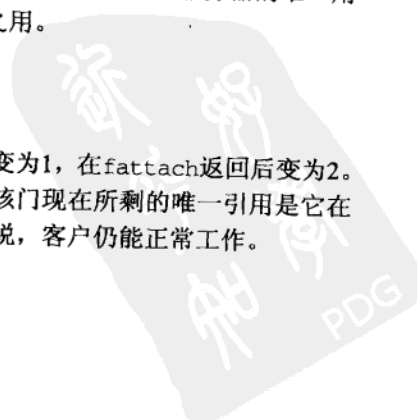 之用。
变为1，在fattach返回后变为2。
该门现在所剩的唯一引用是它在
说，客户仍能正常工作。
PDG